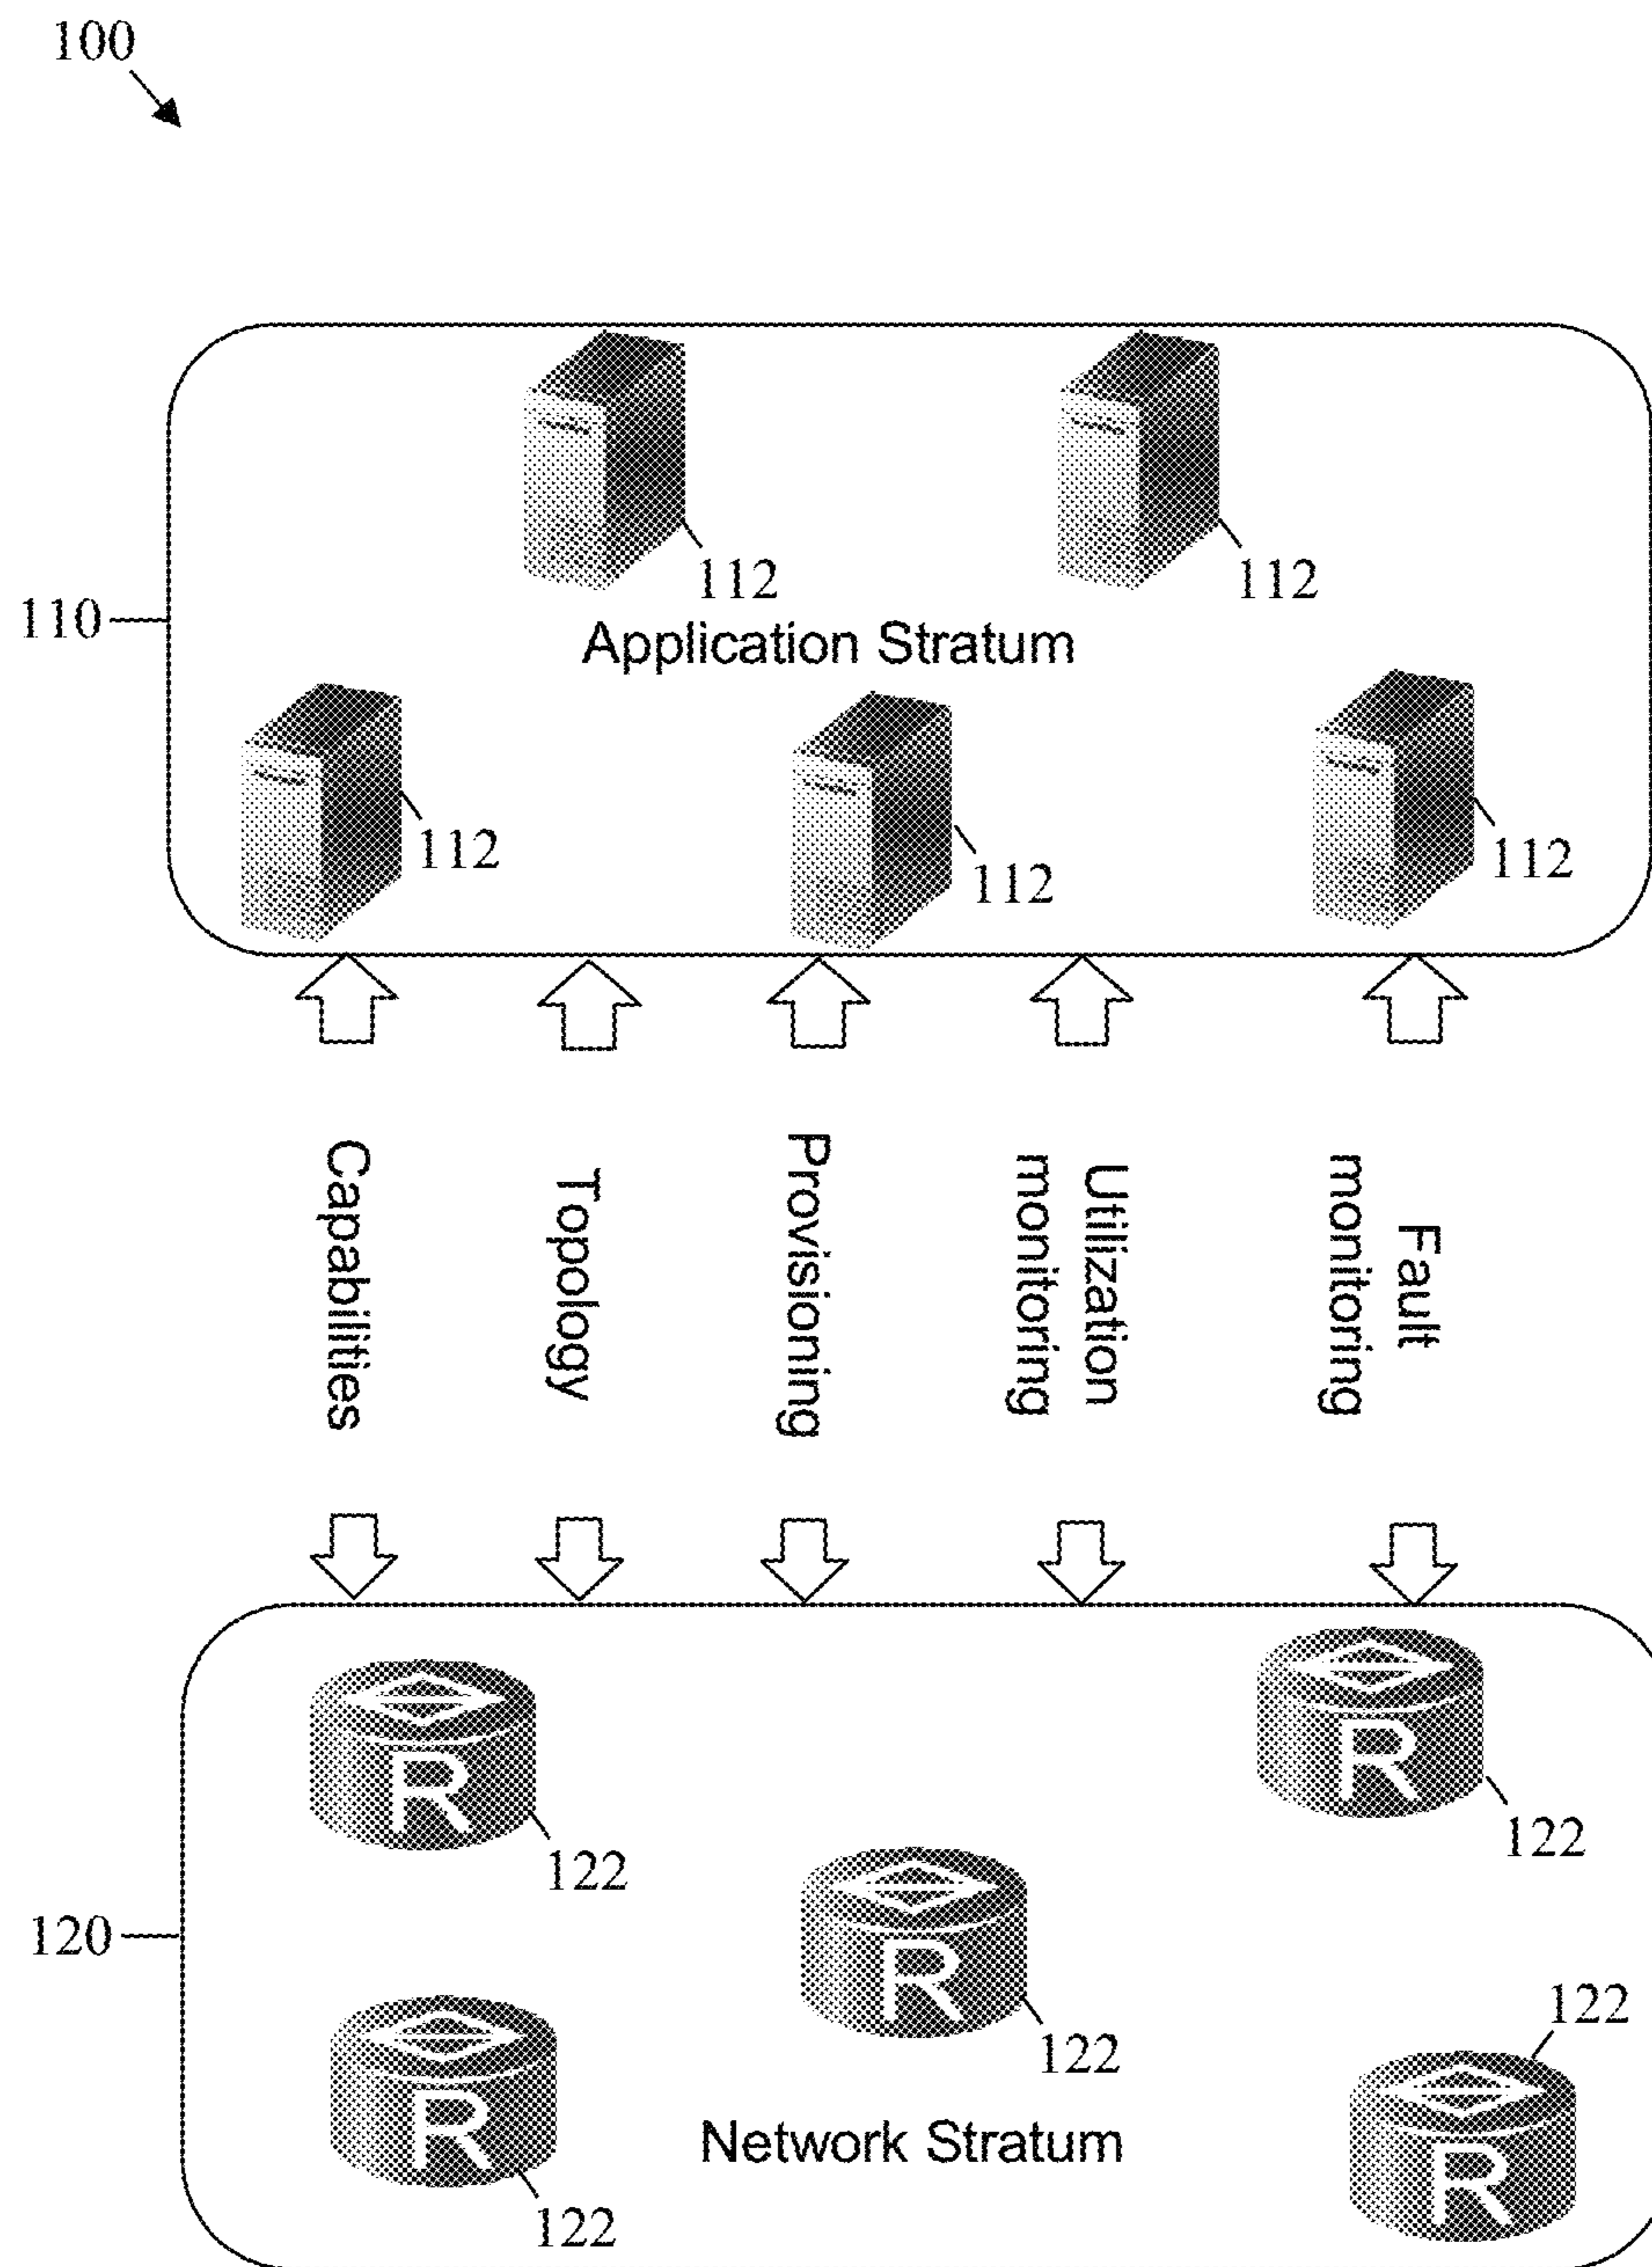 100
112
112
110
Application Stratum
112
112
112
Capabilities
Topology
Provisioning
Utilization
monitoring
Fault
monitoring
R
122
R
122
R
122
120
R
122
R
122
Network Stratum